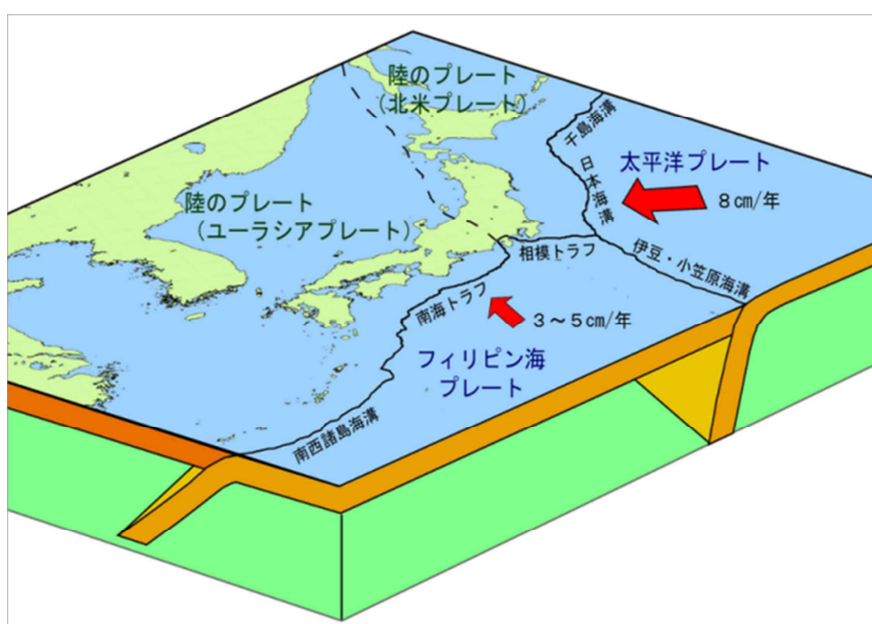 陸のプレート
（北米プレート）
千島海溝
日本海溝
太平洋プレート
8㎝/年
陸のプレート
（ユーラシアプレート）
相模トラフ
伊豆・小笠原海溝
南海トラフ
３～５㎝/年
フィリピン海
プレート
南西諸島海溝